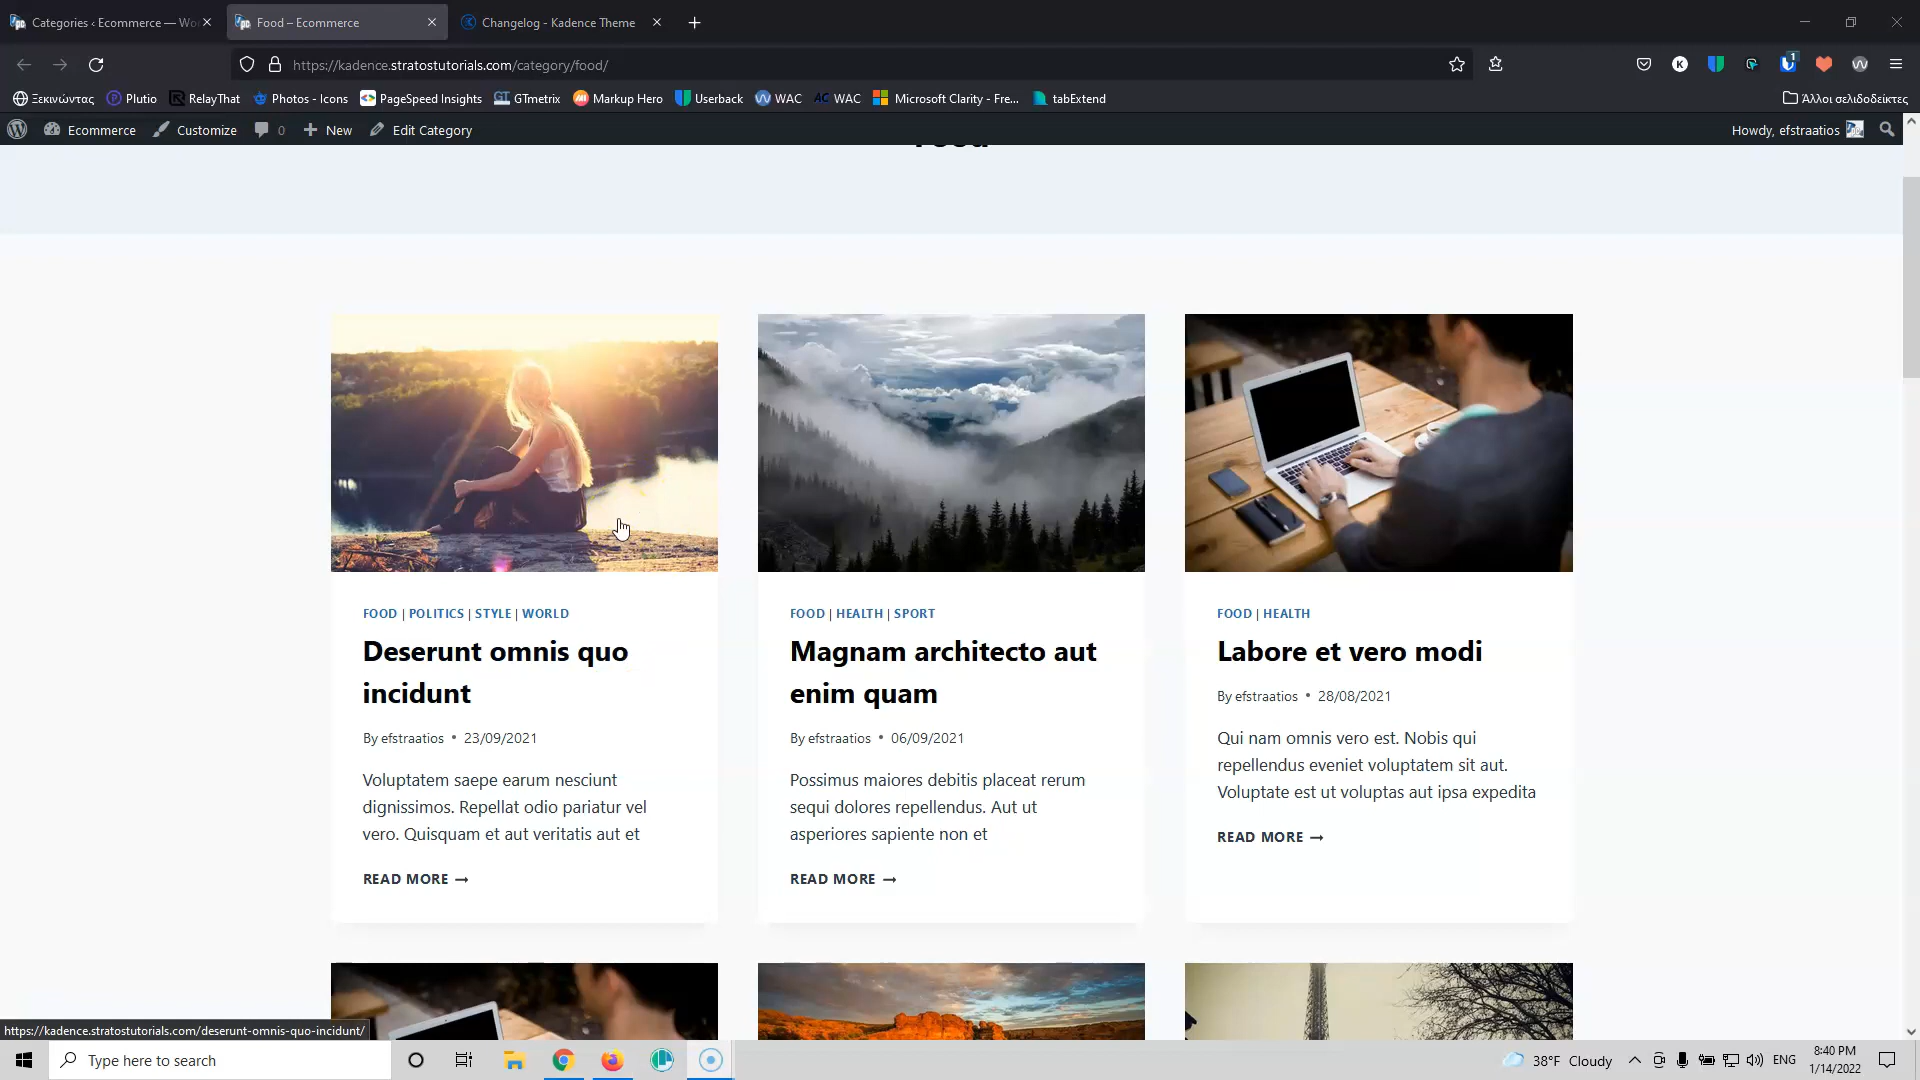 Categories ‹ Ecommerce — Wo
Food – Ecommerce
Changelog - Kadence Theme
https://kadence.stratostutorials.com/category/food/
1
Ξεκινώντας
Plutio
RelayThat
Photos - Icons
PageSpeed Insights
GTmetrix
Markup Hero
Userback
WAC
WAC
Microsoft Clarity - Fre...
tabExtend
Άλλοι σελιδοδείκτες
Ecommerce
Customize
0
New
Edit Category
Howdy, efstraatios
Food
FOOD | POLITICS | STYLE | WORLD
Deserunt omnis quo
incidunt
By efstraatios • 23/09/2021
Voluptatem saepe earum nesciunt
dignissimos. Repellat odio pariatur vel
vero. Quisquam et aut veritatis aut et
READ MORE →
FOOD | HEALTH | SPORT
Magnam architecto aut
enim quam
By efstraatios • 06/09/2021
Possimus maiores debitis placeat rerum
sequi dolores repellendus. Aut ut
asperiores sapiente non et
READ MORE →
FOOD | HEALTH
Labore et vero modi
By efstraatios • 28/08/2021
Qui nam omnis vero est. Nobis qui
repellendus eveniet voluptatem sit aut.
Voluptate est ut voluptas aut ipsa expedita
READ MORE →
https://kadence.stratostutorials.com/deserunt-omnis-quo-incidunt/
Type here to search
38°F Cloudy
ENG
8:40 PM
1/14/2022